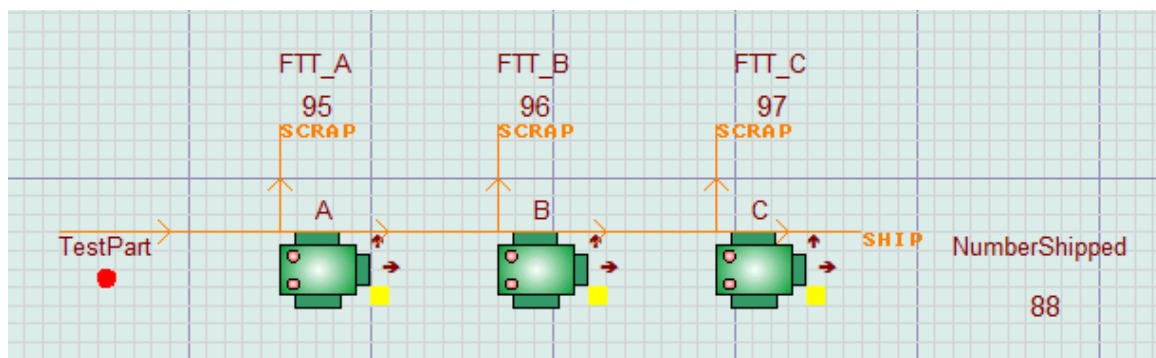 FTT_A FTT_B FTT_C
95 96 97
SCRAP SCRAP SCRAP
A B C
TestPart SHIP NumberShipped
88